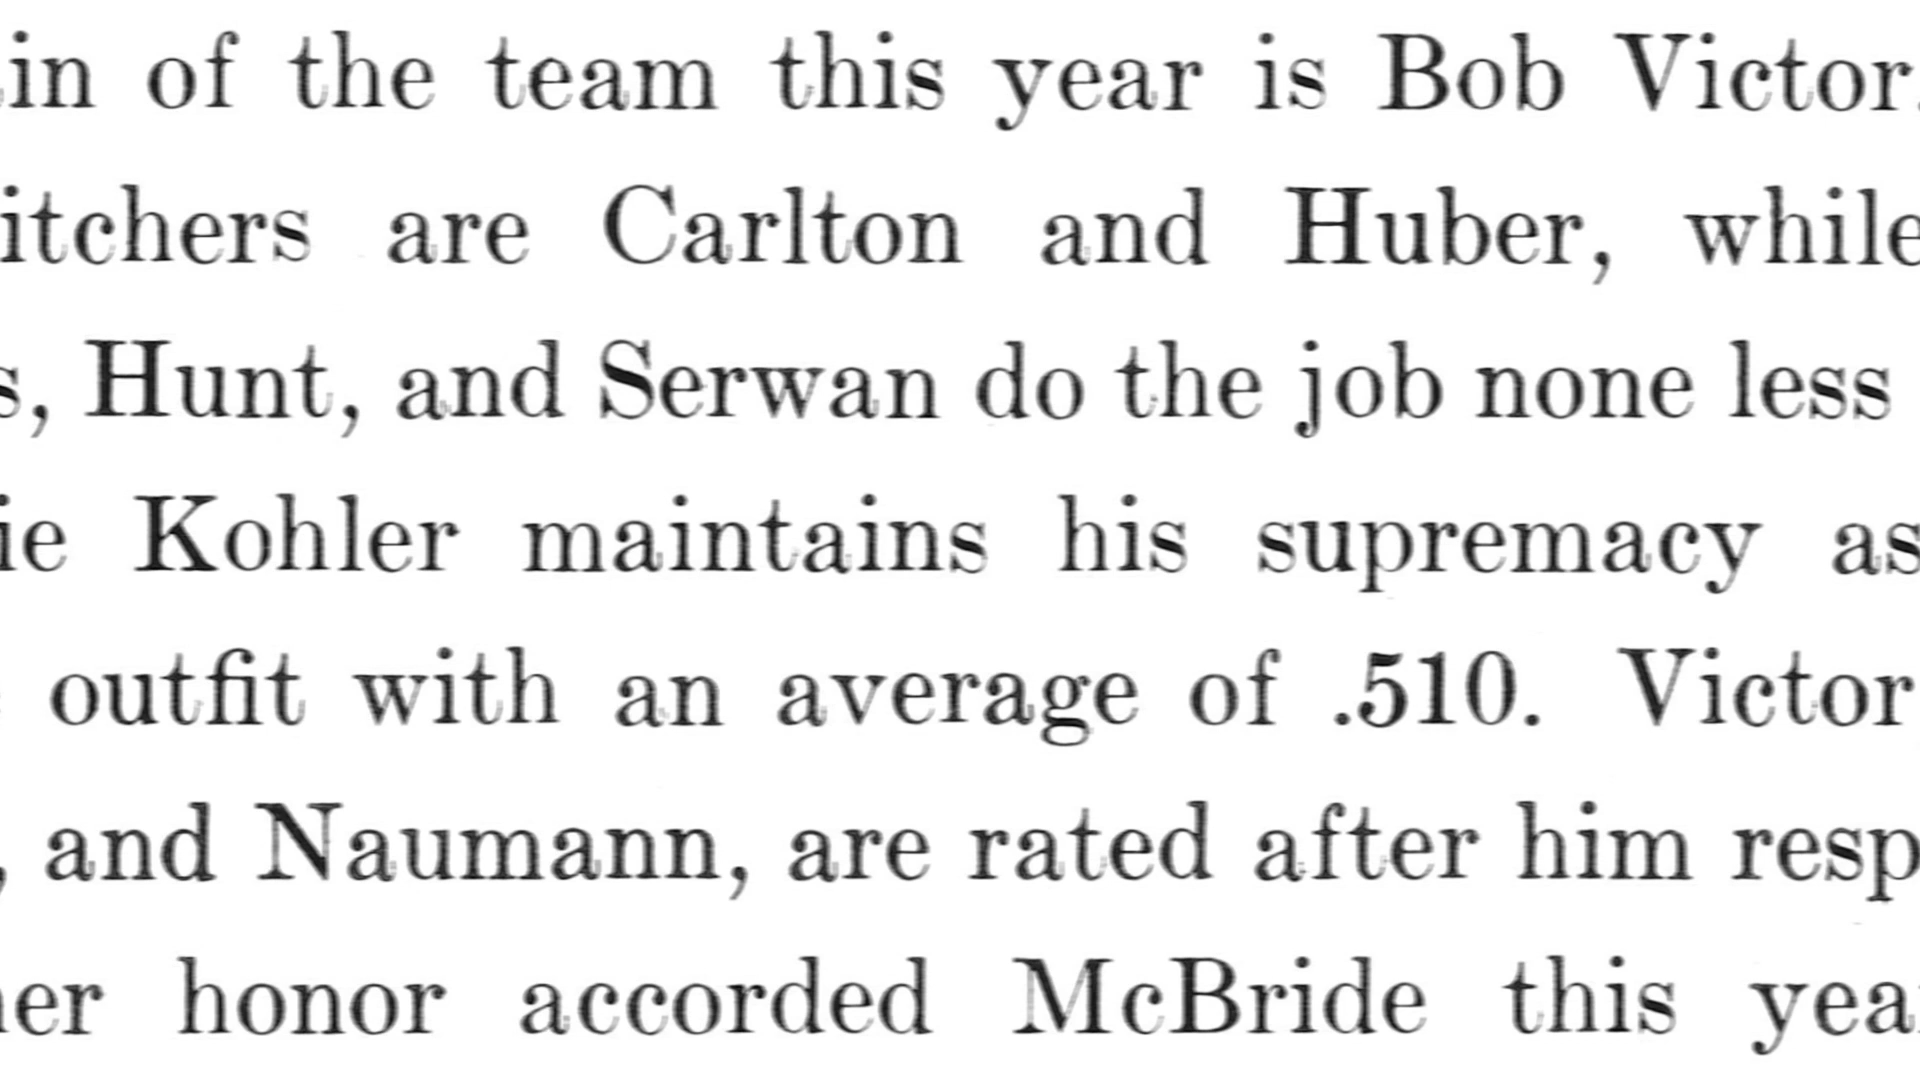 in of the team this year is Bob Victor
itchers are Carlton and Huber, while
s, Hunt, and Serwan do the job none less
ie Kohler maintains his supremacy as
outfit with an average of .510. Victor
, and Naumann, are rated after him resp
er honor accorded McBride this yea